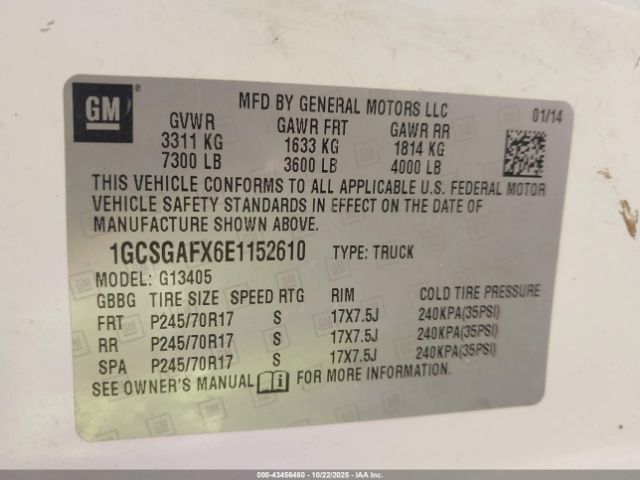 GM ®
MFD BY GENERAL MOTORS LLC
01/14
GVWR GAWR FRT GAWR RR
3311 KG 1633 KG 1814 KG
7300 LB 3600 LB 4000 LB
THIS VEHICLE CONFORMS TO ALL APPLICABLE U.S. FEDERAL MOTOR
VEHICLE SAFETY STANDARDS IN EFFECT ON THE DATE OF
MANUFACTURE SHOWN ABOVE.
1GCSGAFX6E1152610 TYPE: TRUCK
MODEL: G13405
GBBG TIRE SIZE SPEED RTG RIM COLD TIRE PRESSURE
FRT P245/70R17 S 17X7.5J 240KPA(35PSI)
RR P245/70R17 S 17X7.5J 240KPA(35PSI)
SPA P245/70R17 S 17X7.5J 240KPA(35PSI)
SEE OWNER'S MANUAL i FOR MORE INFORMATION.
000-43456480 - 10/22/2025 - IAA Inc.